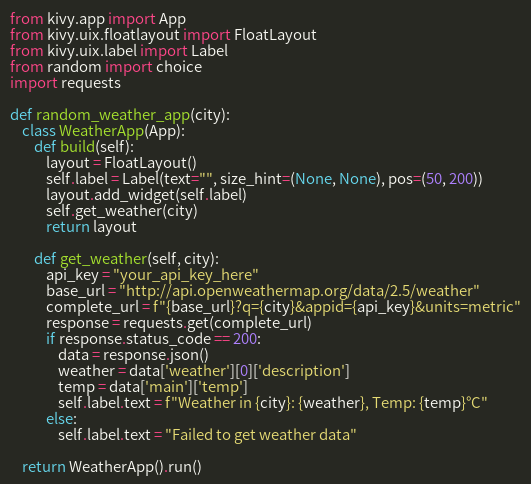 from kivy.app import App
from kivy.uix.floatlayout import FloatLayout
from kivy.uix.label import Label
from random import choice
import requests

def random_weather_app(city):
    class WeatherApp(App):
        def build(self):
            layout = FloatLayout()
            self.label = Label(text="", size_hint=(None, None), pos=(50, 200))
            layout.add_widget(self.label)
            self.get_weather(city)
            return layout

        def get_weather(self, city):
            api_key = "your_api_key_here"
            base_url = "http://api.openweathermap.org/data/2.5/weather"
            complete_url = f"{base_url}?q={city}&appid={api_key}&units=metric"
            response = requests.get(complete_url)
            if response.status_code == 200:
                data = response.json()
                weather = data['weather'][0]['description']
                temp = data['main']['temp']
                self.label.text = f"Weather in {city}: {weather}, Temp: {temp}°C"
            else:
                self.label.text = "Failed to get weather data"

    return WeatherApp().run()